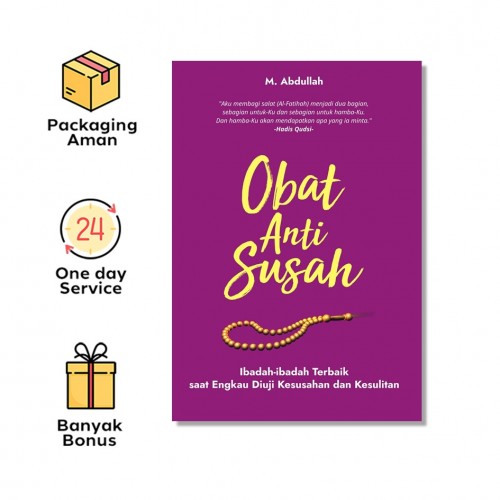 Packaging
Aman
24
One day
Service
Banyak
Bonus
M. Abdullah
"Aku membagi salat (Al-Fatihah) menjadi dua bagian,
sebagian untuk-Ku dan sebagian untuk hamba-Ku.
Dan hamba-Ku akan mendapatkan apa yang ia minta."
-Hadis Qudsi-
Obat
Anti
Susah
Ibadah-ibadah Terbaik
saat Engkau Diuji Kesusahan dan Kesulitan